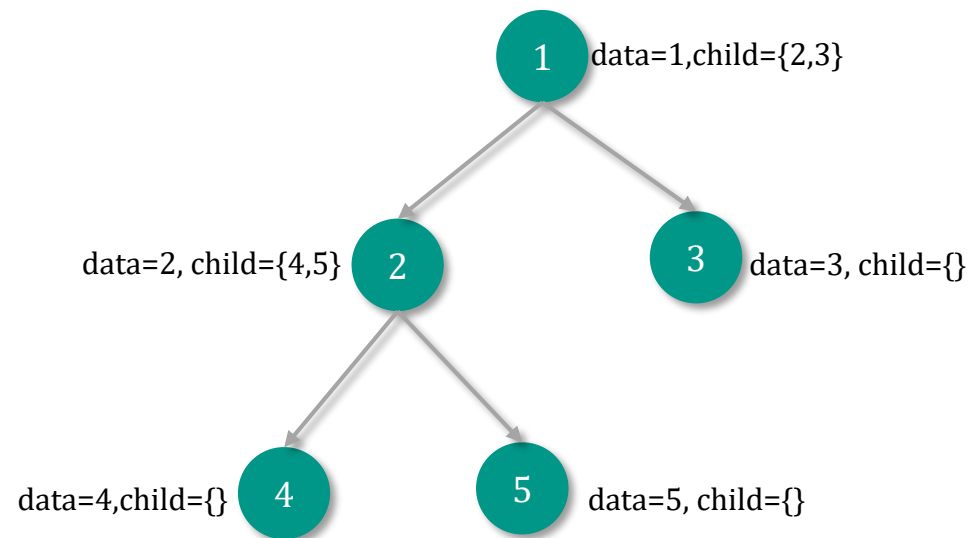 1 data=1,child={2,3}
data=2, child={4,5} 2
3 data=3, child={}
data=4,child={} 4
5 data=5, child={}